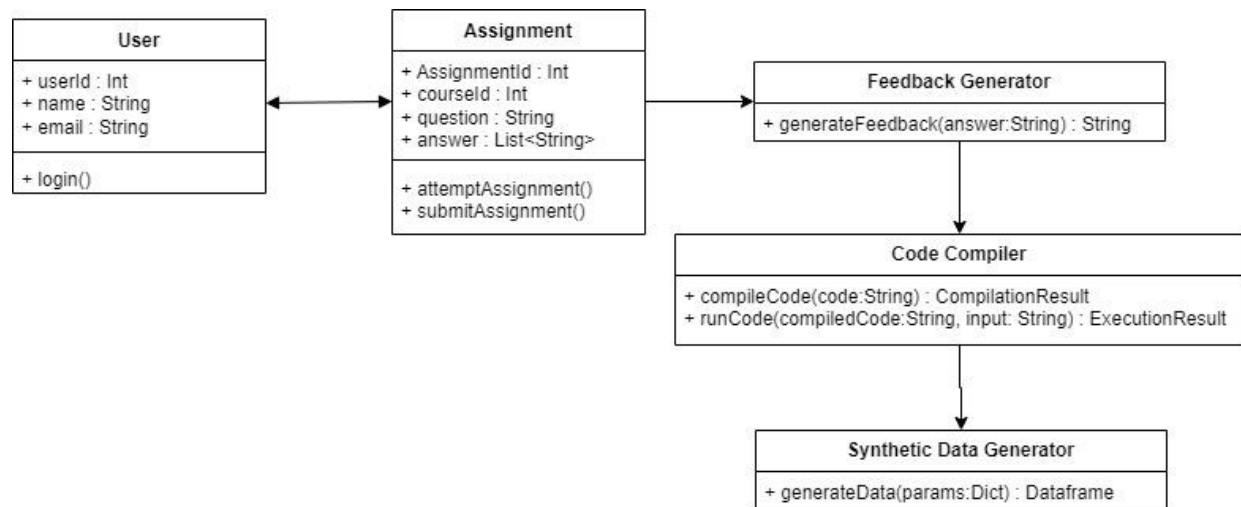 User
+ userId : Int
+ name : String
+ email : String
+ login()
Assignment
+ AssignmentId : Int
+ courseId : Int
+ question : String
+ answer : List<String>
+ attemptAssignment()
+ submitAssignment()
Feedback Generator
+ generateFeedback(answer:String) : String
Code Compiler
+ compileCode(code:String) : CompilationResult
+ runCode(compiledCode:String, input: String) : ExecutionResult
Synthetic Data Generator
+ generateData(params:Dict) : Dataframe